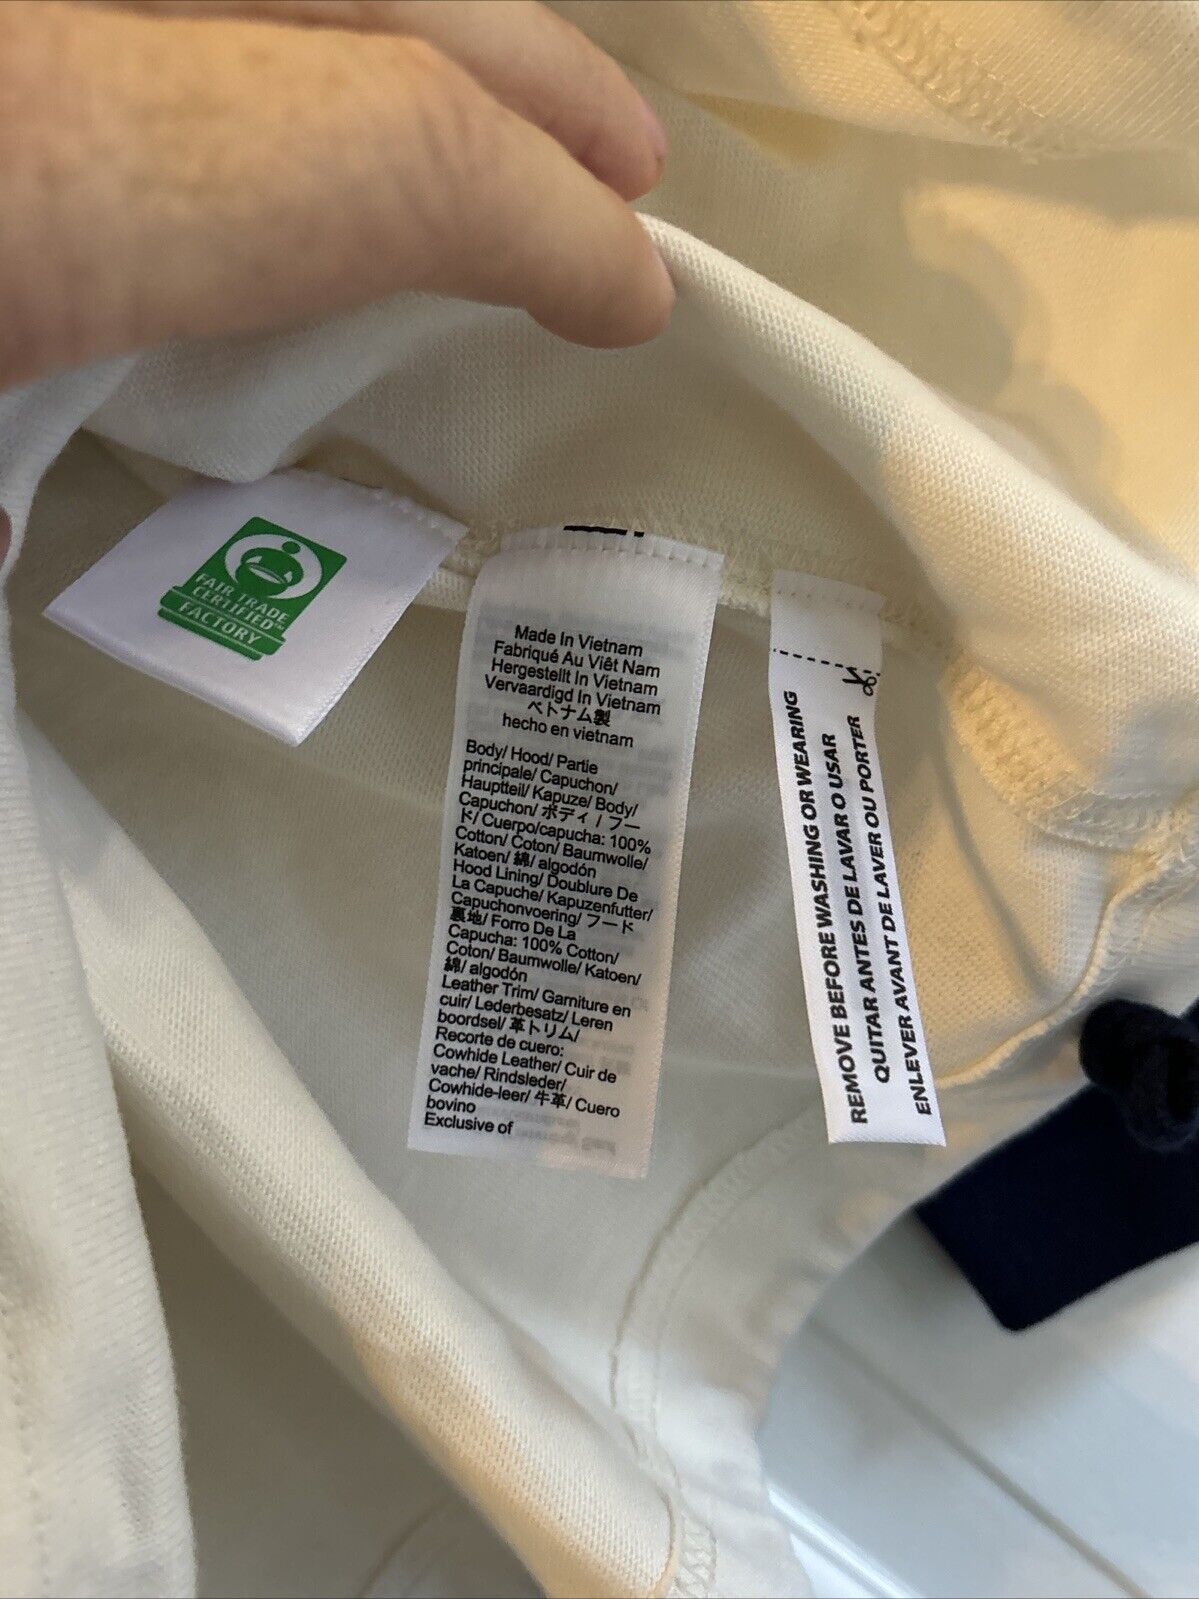 FAIR TRADE
CERTIFIED™
FACTORY
Made In Vietnam
Fabriqué Au Viêt Nam
Hergestellt In Vietnam
Vervaardigd In Vietnam
ベトナム製
hecho en vietnam
Body/ Hood/ Partie
principale/ Capuchon/
Hauptteil/ Kapuze/ Body/
Capuchon/ ボディ / フー
ド/ Cuerpo/capucha: 100%
Cotton/ Coton/ Baumwolle/
Katoen/ 綿/ algodón
Hood Lining/ Doublure De
La Capuche/ Kapuzenfutter/
Capuchonvoering/ フード
裏地/ Forro De La
Capucha: 100% Cotton/
Coton/ Baumwolle/ Katoen/
綿/ algodón
Leather Trim/ Garniture en
cuir/ Lederbesatz/ Leren
boordsel/ 革トリム/
Recorte de cuero:
Cowhide Leather/ Cuir de
vache/ Rindsleder/
Cowhide-leer/ 牛革/ Cuero
bovino
Exclusive of
REMOVE BEFORE WASHING OR WEARING
QUITAR ANTES DE LAVAR O USAR
ENLEVER AVANT DE LAVER OU PORTER